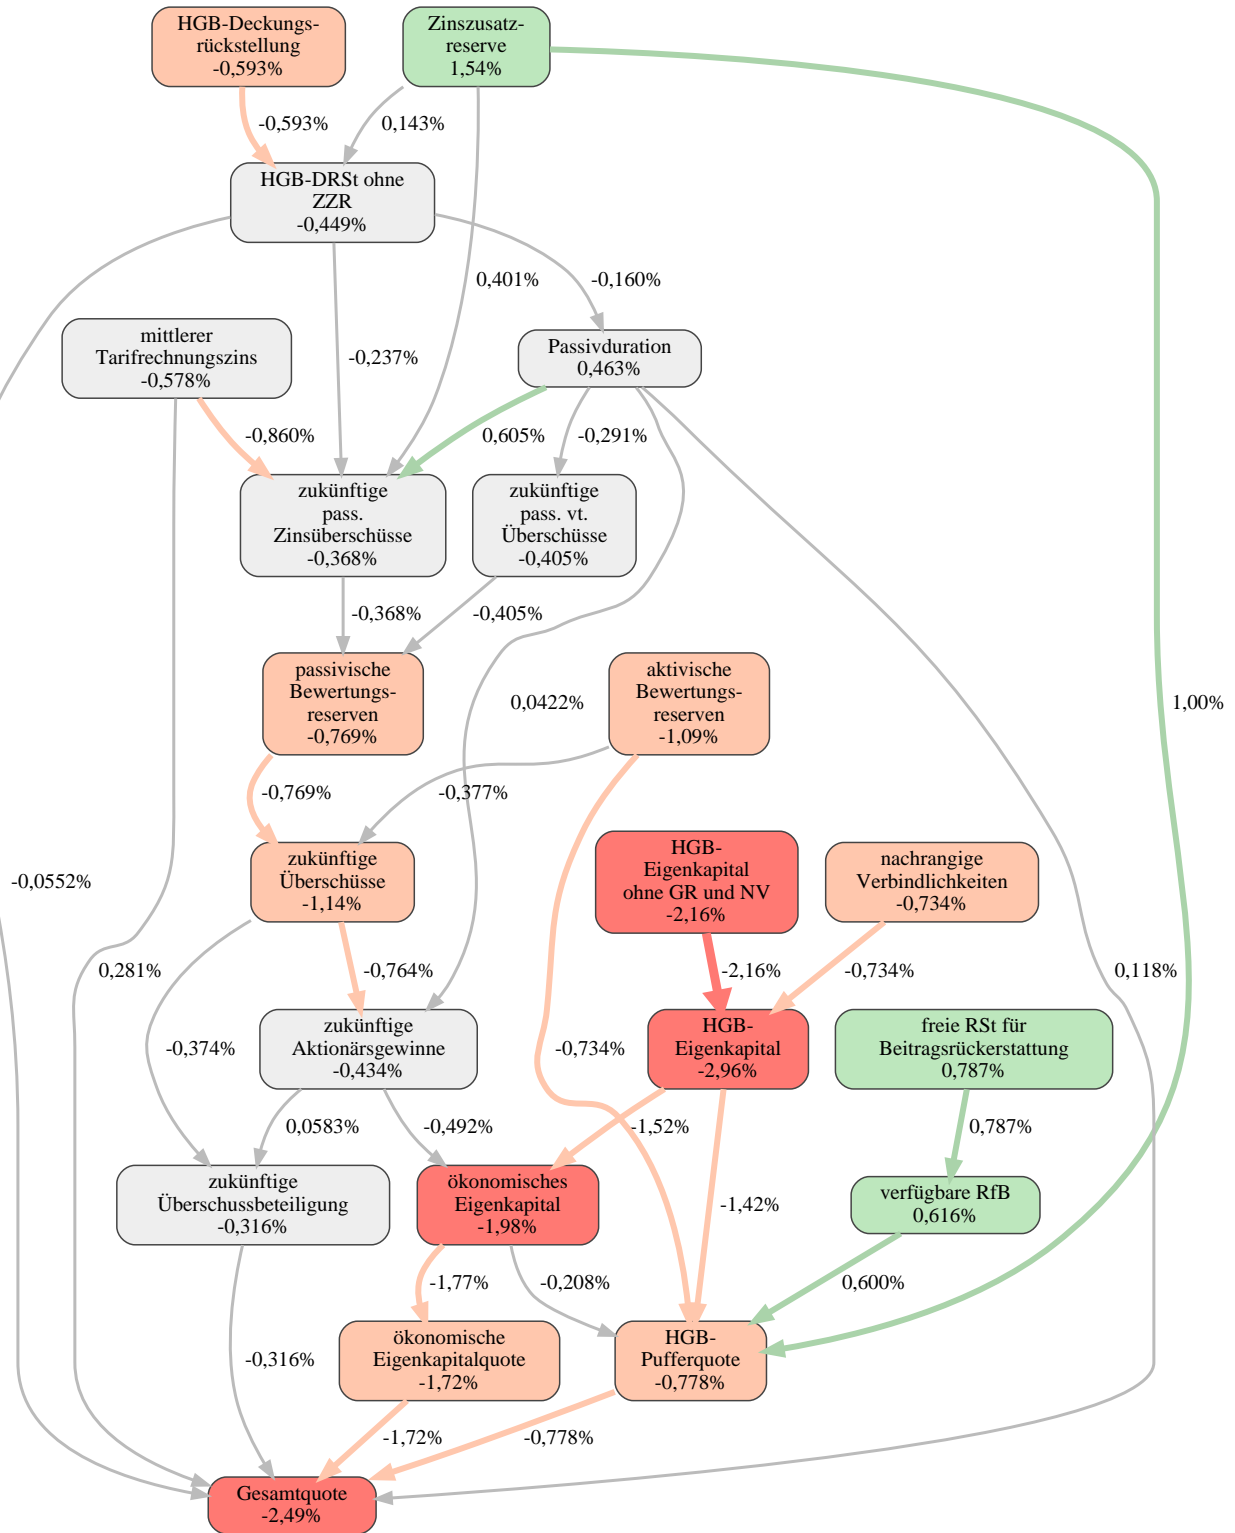 HGB-Deckungs-
rückstellung
-0,593%
Zinszusatz-
reserve
1,54%
-0,593%
0,143%
HGB-DRSt ohne
ZZR
-0,449%
0,401%
-0,160%
mittlerer
Tarifrechnungszins
-0,578%
-0,237%
Passivduration
0,463%
-0,860%
0,605%
-0,291%
zukünftige
pass.
Zinsüberschüsse
-0,368%
zukünftige
pass. vt.
Überschüsse
-0,405%
-0,368%
-0,405%
passivische
Bewertungs-
reserven
-0,769%
0,0422%
aktivische
Bewertungs-
reserven
-1,09%
1,00%
-0,769%
-0,377%
zukünftige
Überschüsse
-1,14%
HGB-
Eigenkapital
ohne GR und NV
-2,16%
nachrangige
Verbindlichkeiten
-0,734%
-0,0552%
0,281%
-0,764%
-2,16%
-0,734%
0,118%
-0,374%
zukünftige
Aktionärsgewinne
-0,434%
-0,734%
HGB-
Eigenkapital
-2,96%
freie RSt für
Beitragsrückerstattung
0,787%
0,0583%
-0,492%
-1,52%
0,787%
zukünftige
Überschussbeteiligung
-0,316%
ökonomisches
Eigenkapital
-1,98%
-1,42%
verfügbare RfB
0,616%
-1,77%
-0,208%
0,600%
-0,316%
ökonomische
Eigenkapitalquote
-1,72%
HGB-
Pufferquote
-0,778%
-1,72%
-0,778%
Gesamtquote
-2,49%